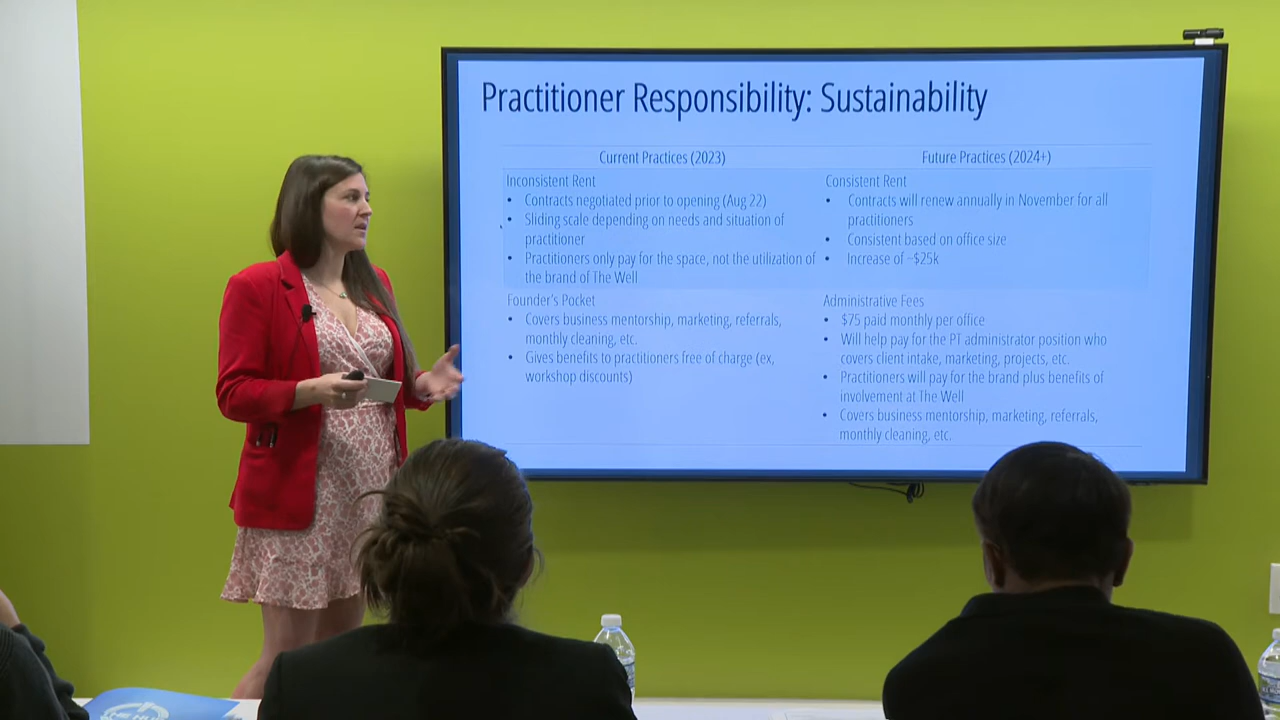 Practitioner Responsibility: Sustainability
Current Practices (2023)
Future Practices (2024+)
Inconsistent Rent
• Contracts negotiated prior to opening (Aug 22)
• Sliding scale depending on needs and situation of
practitioner
• Practitioners only pay for the space, not the utilization of
the brand of The Well
Consistent Rent
• Contracts will renew annually in November for all
practitioners
• Consistent based on office size
• Increase of ~$25k
Founder's Pocket
• Covers business mentorship, marketing, referrals,
monthly cleaning, etc.
• Gives benefits to practitioners free of charge (ex,
workshop discounts)
Administrative Fees
• $75 paid monthly per office
• Will help pay for the PT administrator position who
covers client intake, marketing, projects, etc.
• Practitioners will pay for the brand plus benefits of
involvement at The Well
• Covers business mentorship, marketing, referrals,
monthly cleaning, etc.